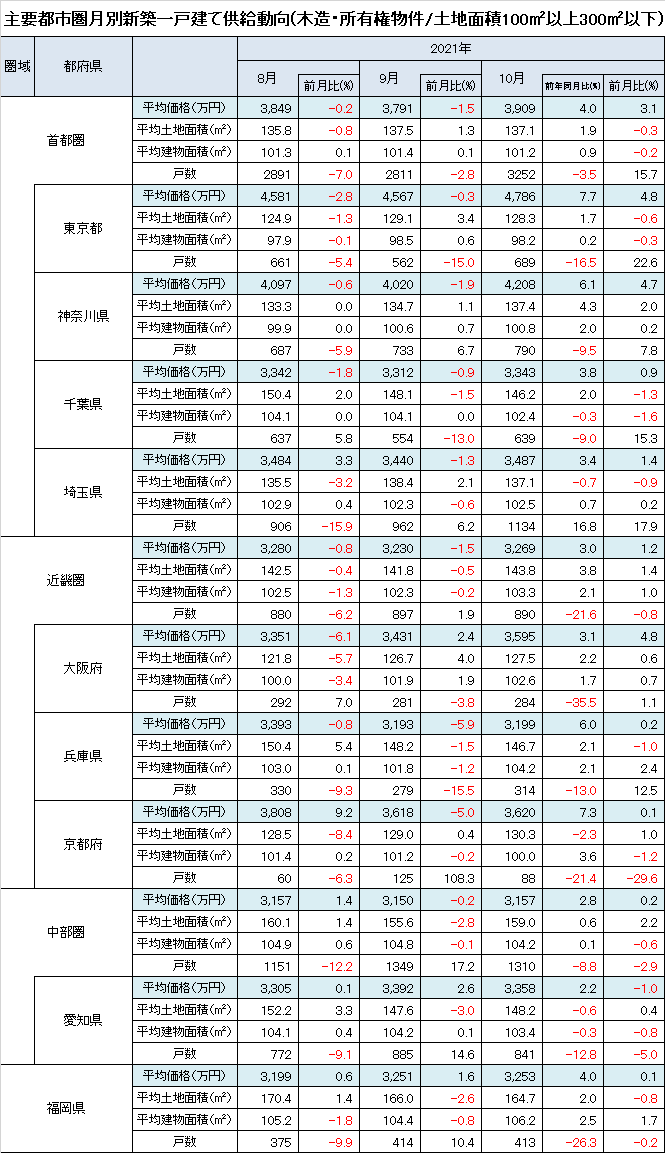 主要都市圏月別新築一戸建て供給動向(木造・所有権物件/土地面積100㎡以上300㎡以下)
圏域 都府県 2021年
8月 前月比(%) 9月 前月比(%) 10月 前年同月比(%) 前月比(%)
首都圏
平均価格(万円) 3,849 -0.2 3,791 -1.5 3,909 4.0 3.1
平均土地面積(㎡) 135.8 -0.8 137.5 1.3 137.1 1.9 -0.3
平均建物面積(㎡) 101.3 0.1 101.4 0.1 101.2 0.9 -0.2
戸数 2891 -7.0 2811 -2.8 3252 -3.5 15.7
東京都
平均価格(万円) 4,581 -2.8 4,567 -0.3 4,786 7.7 4.8
平均土地面積(㎡) 124.9 -1.3 129.1 3.4 128.3 1.7 -0.6
平均建物面積(㎡) 97.9 -0.1 98.5 0.6 98.2 0.2 -0.3
戸数 661 -5.4 562 -15.0 689 -16.5 22.6
神奈川県
平均価格(万円) 4,097 -0.6 4,020 -1.9 4,208 6.1 4.7
平均土地面積(㎡) 133.3 0.0 134.7 1.1 137.4 4.3 2.0
平均建物面積(㎡) 99.9 0.0 100.6 0.7 100.8 2.0 0.2
戸数 687 -5.9 733 6.7 790 -9.5 7.8
千葉県
平均価格(万円) 3,342 -1.8 3,312 -0.9 3,343 3.8 0.9
平均土地面積(㎡) 150.4 2.0 148.1 -1.5 146.2 2.0 -1.3
平均建物面積(㎡) 104.1 0.0 104.1 0.0 102.4 -0.3 -1.6
戸数 637 5.8 554 -13.0 639 -9.0 15.3
埼玉県
平均価格(万円) 3,484 3.3 3,440 -1.3 3,487 3.4 1.4
平均土地面積(㎡) 135.5 -3.2 138.4 2.1 137.1 -0.7 -0.9
平均建物面積(㎡) 102.9 0.4 102.3 -0.6 102.5 0.7 0.2
戸数 906 -15.9 962 6.2 1134 16.8 17.9
近畿圏
平均価格(万円) 3,280 -0.8 3,230 -1.5 3,269 3.0 1.2
平均土地面積(㎡) 142.5 -0.4 141.8 -0.5 143.8 3.8 1.4
平均建物面積(㎡) 102.5 -1.3 102.3 -0.2 103.3 2.1 1.0
戸数 880 -6.2 897 1.9 890 -21.6 -0.8
大阪府
平均価格(万円) 3,351 -6.1 3,431 2.4 3,595 3.1 4.8
平均土地面積(㎡) 121.8 -5.7 126.7 4.0 127.5 2.2 0.6
平均建物面積(㎡) 100.0 -3.4 101.9 1.9 102.6 1.7 0.7
戸数 292 7.0 281 -3.8 284 -35.5 1.1
兵庫県
平均価格(万円) 3,393 -0.8 3,193 -5.9 3,199 6.0 0.2
平均土地面積(㎡) 150.4 5.4 148.2 -1.5 146.7 2.1 -1.0
平均建物面積(㎡) 103.0 0.1 101.8 -1.2 104.2 2.1 2.4
戸数 330 -9.3 279 -15.5 314 -13.0 12.5
京都府
平均価格(万円) 3,808 9.2 3,618 -5.0 3,620 7.3 0.1
平均土地面積(㎡) 128.5 -8.4 129.0 0.4 130.3 -2.3 1.0
平均建物面積(㎡) 101.4 0.2 101.2 -0.2 100.0 3.6 -1.2
戸数 60 -6.3 125 108.3 88 -21.4 -29.6
中部圏
平均価格(万円) 3,157 1.4 3,150 -0.2 3,157 2.8 0.2
平均土地面積(㎡) 160.1 1.4 155.6 -2.8 159.0 0.6 2.2
平均建物面積(㎡) 104.9 0.6 104.8 -0.1 104.2 0.1 -0.6
戸数 1151 -12.2 1349 17.2 1310 -8.8 -2.9
愛知県
平均価格(万円) 3,305 0.1 3,392 2.6 3,358 2.2 -1.0
平均土地面積(㎡) 152.2 3.3 147.6 -3.0 148.2 -0.6 0.4
平均建物面積(㎡) 104.1 0.4 104.2 0.1 103.4 -0.3 -0.8
戸数 772 -9.1 885 14.6 841 -12.8 -5.0
福岡県
平均価格(万円) 3,199 0.6 3,251 1.6 3,253 4.0 0.1
平均土地面積(㎡) 170.4 1.4 166.0 -2.6 164.7 2.0 -0.8
平均建物面積(㎡) 105.2 -1.8 104.4 -0.8 106.2 2.5 1.7
戸数 375 -9.9 414 10.4 413 -26.3 -0.2